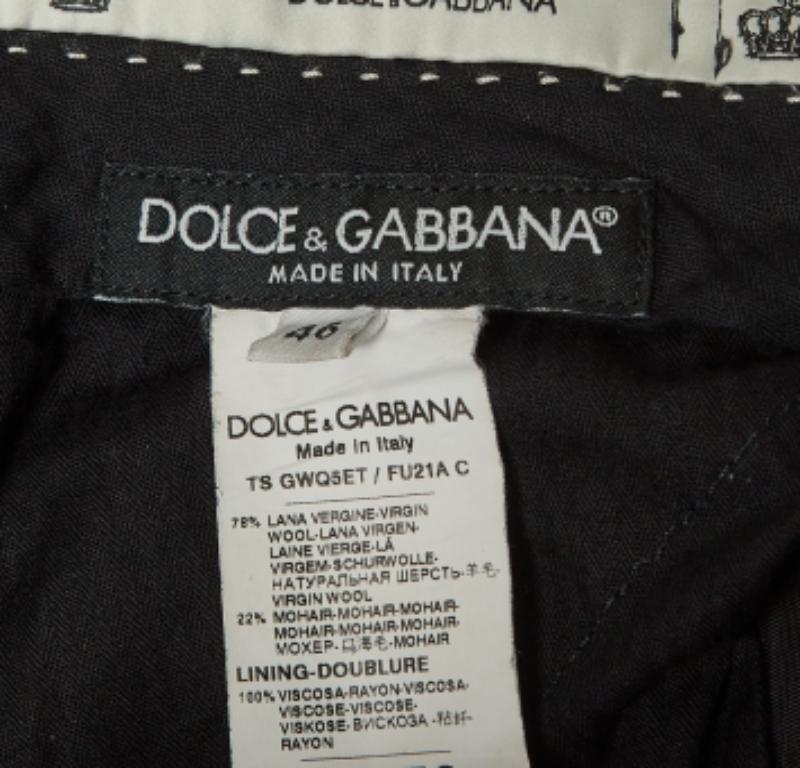 DOLCE & GABBANA
DOLCE & GABBANA®
MADE IN ITALY
46
DOLCE & GABBANA
Made in Italy
TS GWQ5ET / FU21A C
78% LANA VERGINE-VIRGIN
WOOL-LANA VIRGEN-
LAINE VIERGE-LÃ
VIRGEM-SCHURWOLLE-
НАТУРАЛЬНАЯ ШЕРСТЬ-羊毛-
VIRGIN WOOL
22% MOHAIR-MOHAIR-MOHAIR-
MOHAIR-MOHAIR-MOHAIR-
МОХЕР-马海毛-MOHAIR
LINING-DOUBLURE
100% VISCOSA-RAYON-VISCOSA-
VISCOSE-VISCOSE-
VISKOSE-ВИСКОЗА-粘纤-
RAYON